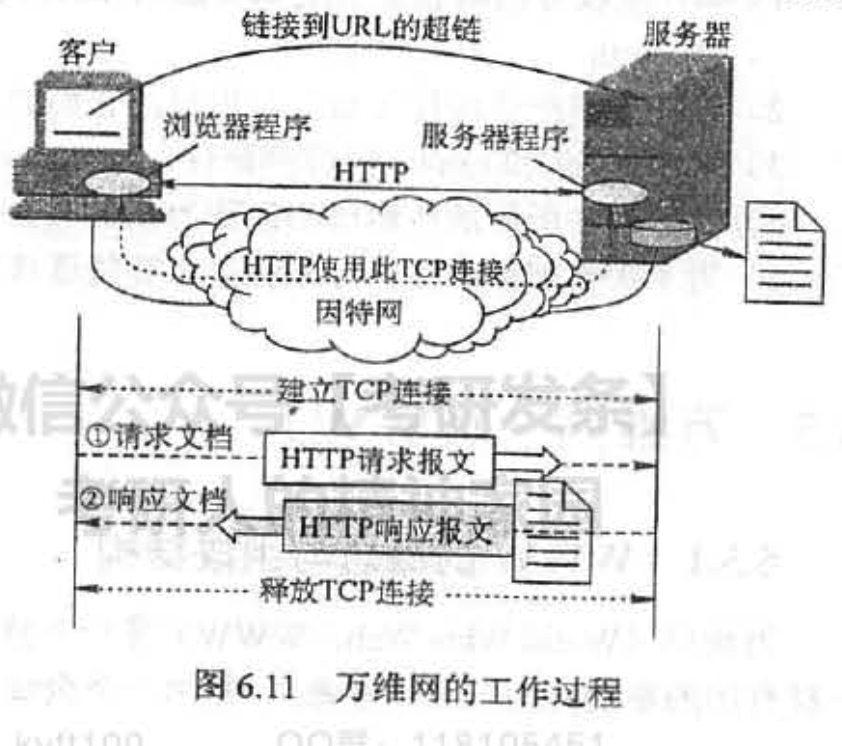 链接到URL的超链
客户
服务器
浏览器程序
服务器程序
HTTP
HTTP使用此TCP连接
因特网
建立TCP连接
①请求文档
HTTP请求报文
②响应文档
HTTP响应报文
释放TCP连接
图 6.11 万维网的工作过程
微信公众号【考研发条】
QQ群：118105451